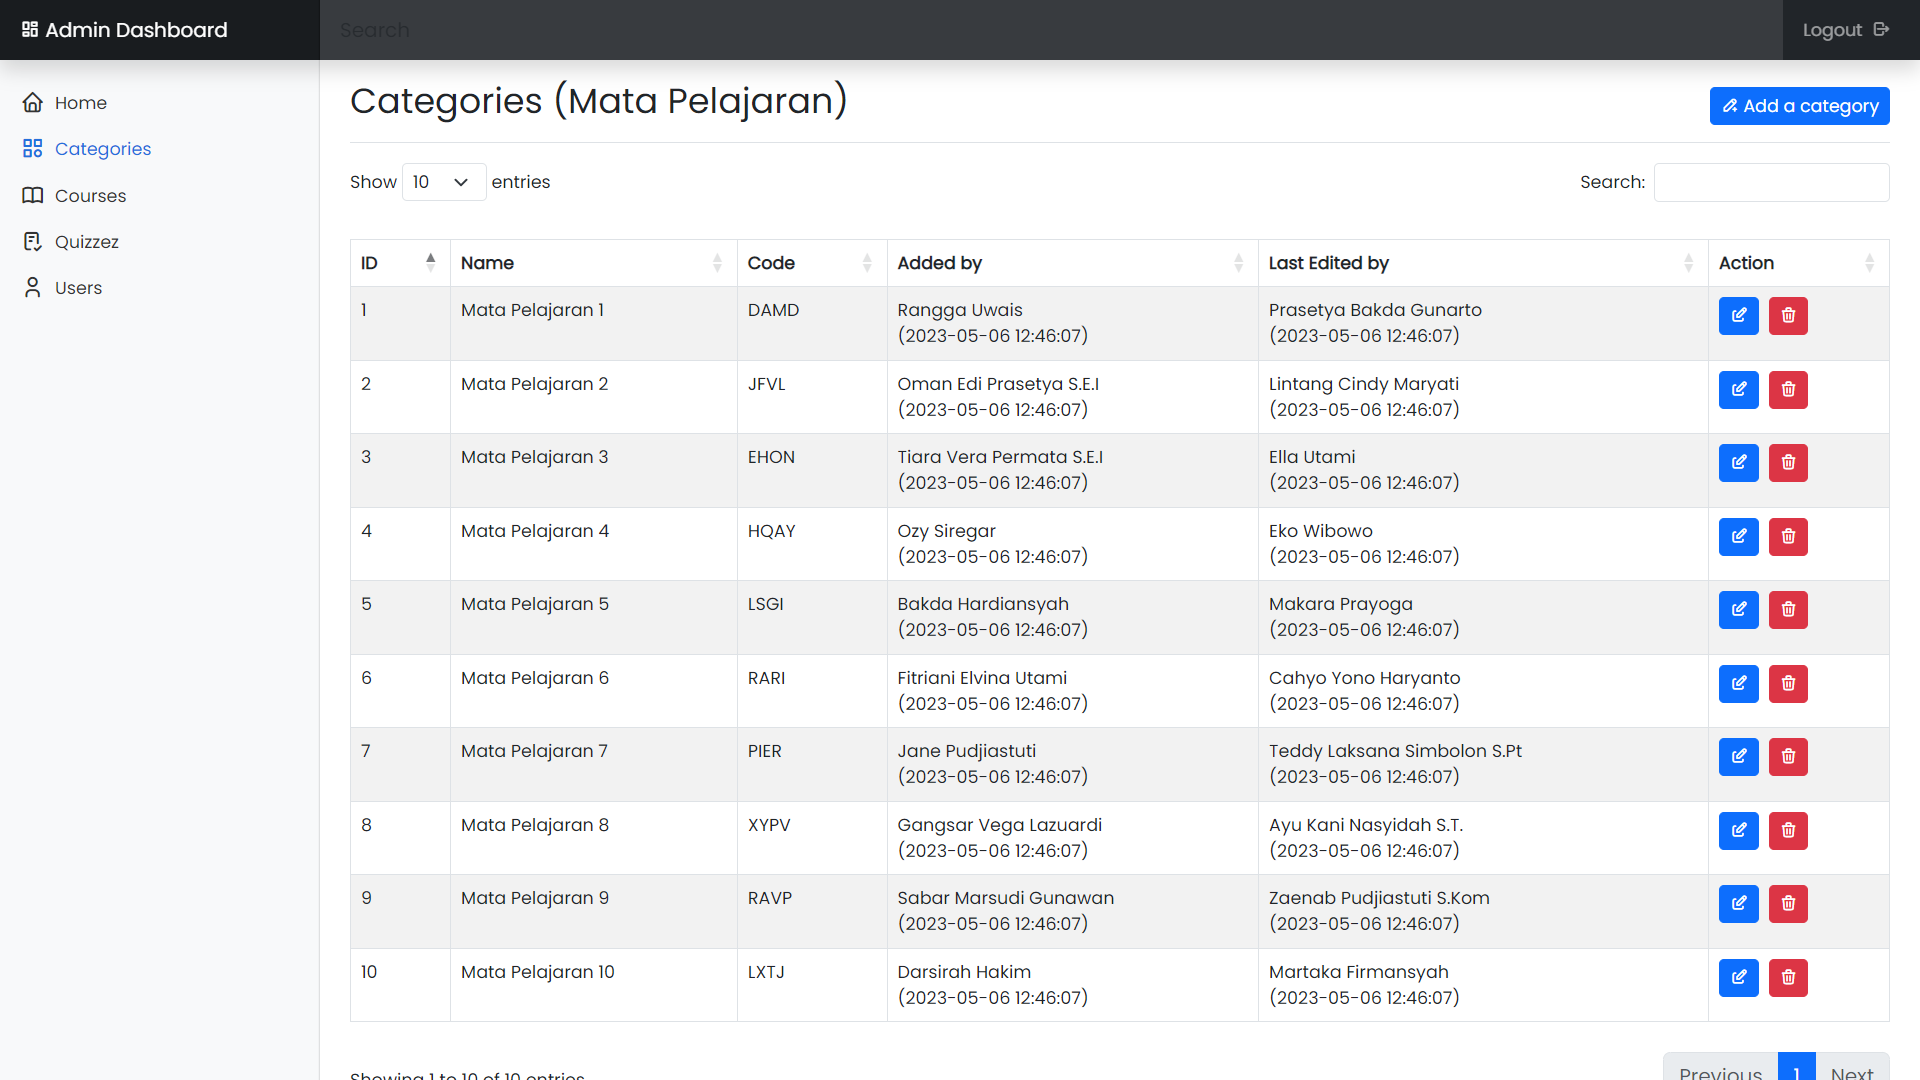 Admin Dashboard
Search
Logout
Home
Categories
Courses
Quizzez
Users
Categories (Mata Pelajaran)
Add a category
Show 10 entries
Search:
ID Name Code Added by Last Edited by Action
1 Mata Pelajaran 1 DAMD Rangga Uwais Prasetya Bakda Gunarto
(2023-05-06 12:46:07) (2023-05-06 12:46:07)
2 Mata Pelajaran 2 JFVL Oman Edi Prasetya S.E.I Lintang Cindy Maryati
(2023-05-06 12:46:07) (2023-05-06 12:46:07)
3 Mata Pelajaran 3 EHON Tiara Vera Permata S.E.I Ella Utami
(2023-05-06 12:46:07) (2023-05-06 12:46:07)
4 Mata Pelajaran 4 HQAY Ozy Siregar Eko Wibowo
(2023-05-06 12:46:07) (2023-05-06 12:46:07)
5 Mata Pelajaran 5 LSGI Bakda Hardiansyah Makara Prayoga
(2023-05-06 12:46:07) (2023-05-06 12:46:07)
6 Mata Pelajaran 6 RARI Fitriani Elvina Utami Cahyo Yono Haryanto
(2023-05-06 12:46:07) (2023-05-06 12:46:07)
7 Mata Pelajaran 7 PIER Jane Pudjiastuti Teddy Laksana Simbolon S.Pt
(2023-05-06 12:46:07) (2023-05-06 12:46:07)
8 Mata Pelajaran 8 XYPV Gangsar Vega Lazuardi Ayu Kani Nasyidah S.T.
(2023-05-06 12:46:07) (2023-05-06 12:46:07)
9 Mata Pelajaran 9 RAVP Sabar Marsudi Gunawan Zaenab Pudjiastuti S.Kom
(2023-05-06 12:46:07) (2023-05-06 12:46:07)
10 Mata Pelajaran 10 LXTJ Darsirah Hakim Martaka Firmansyah
(2023-05-06 12:46:07) (2023-05-06 12:46:07)
Showing 1 to 10 of 10 entries
Previous 1 Next